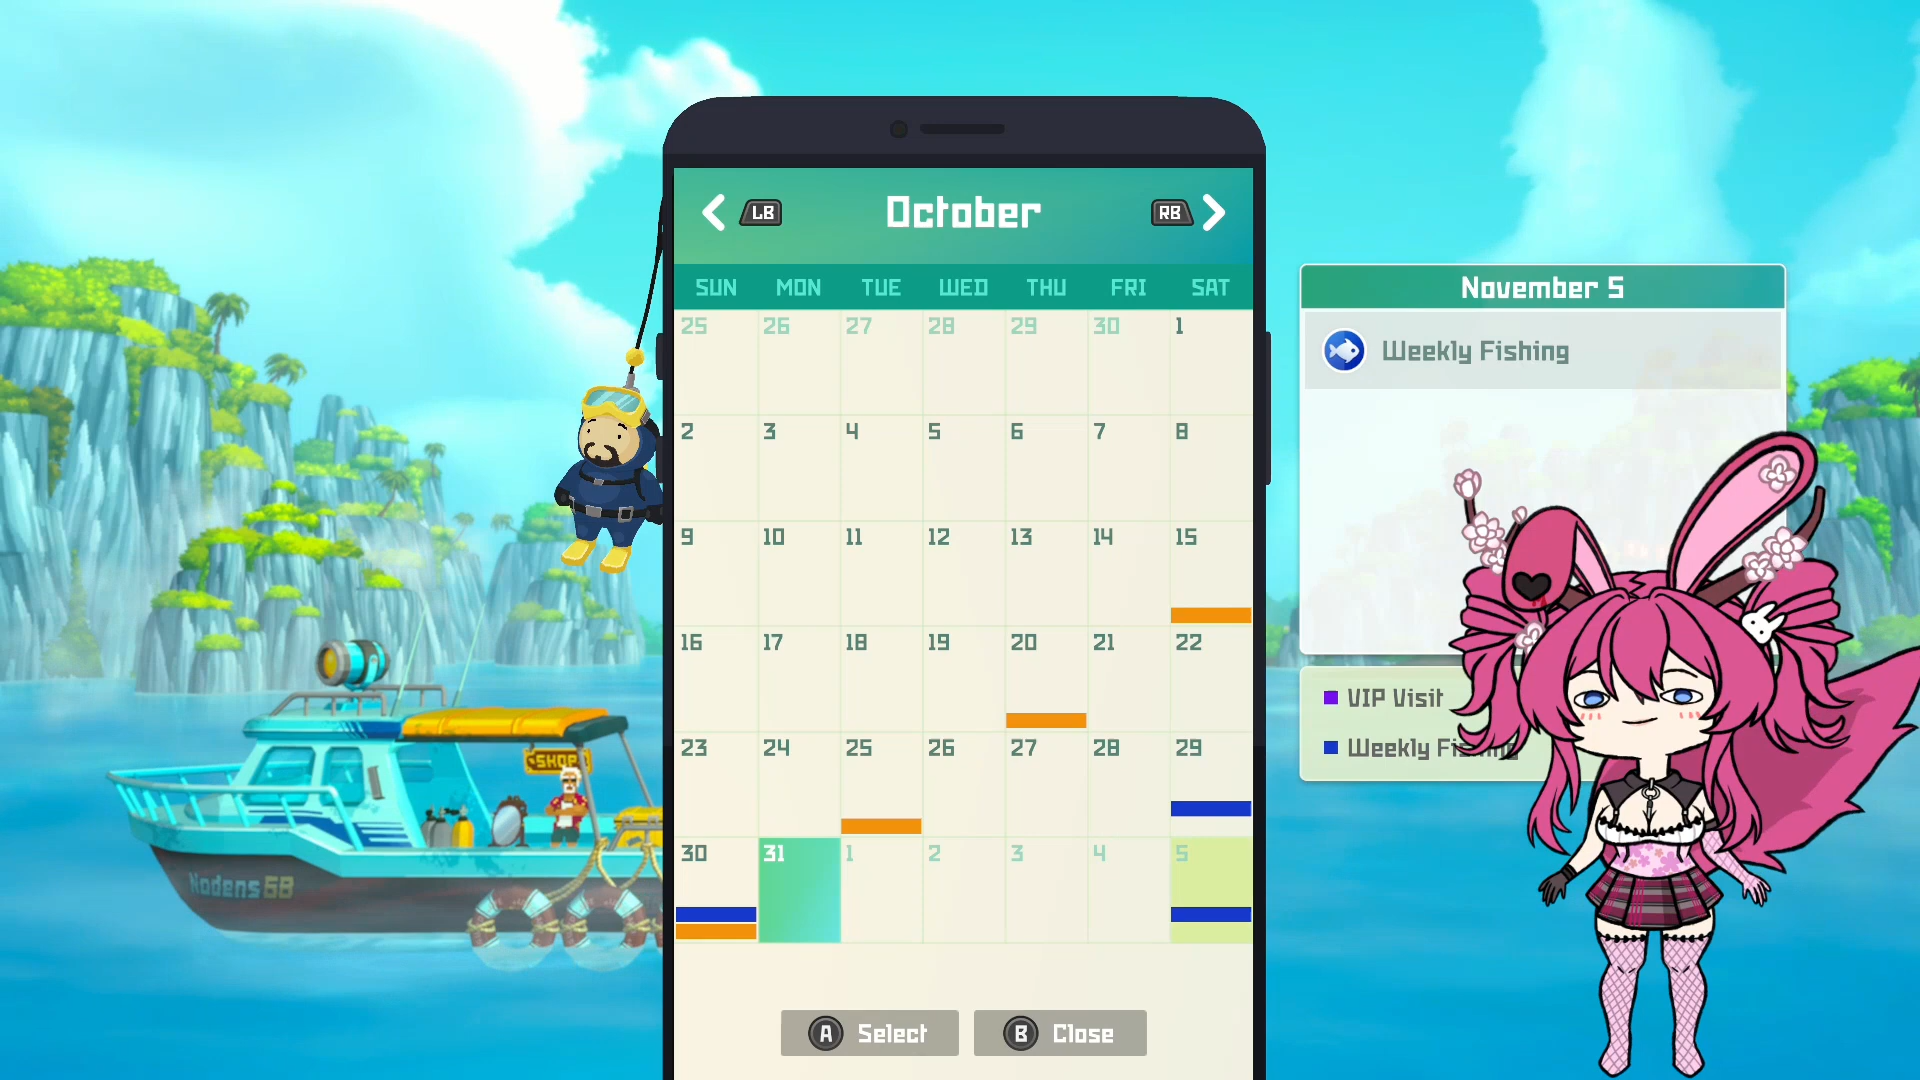 LB
October
RB
SUN MON TUE WED THU FRI SAT
25 26 27 28 29 30 1
2 3 4 5 6 7 8
9 10 11 12 13 14 15
16 17 18 19 20 21 22
23 24 25 26 27 28 29
30 31 1 2 3 4 5
A Select
B Close
November 5
Weekly Fishing
VIP Visit
Weekly Fishing
SHOP
Nodens68